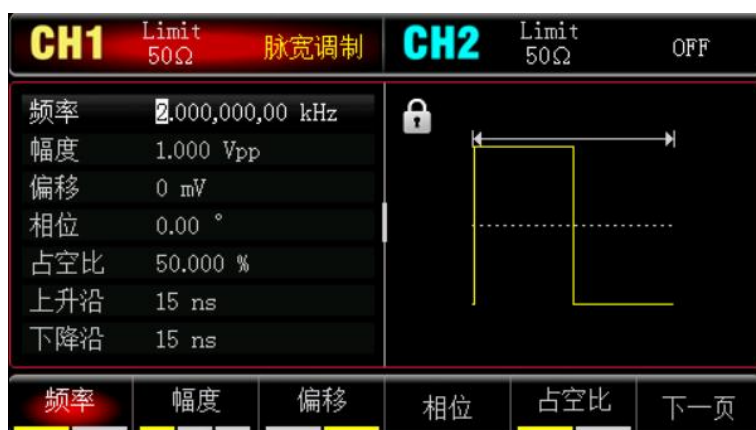 CH1 Limit 50Ω 脉宽调制 CH2 Limit 50Ω OFF
频率 2.000,000,00 kHz
幅度 1.000 Vpp
偏移 0 mV
相位 0.00 °
占空比 50.000 %
上升沿 15 ns
下降沿 15 ns
频率 幅度 偏移 相位 占空比 下一页